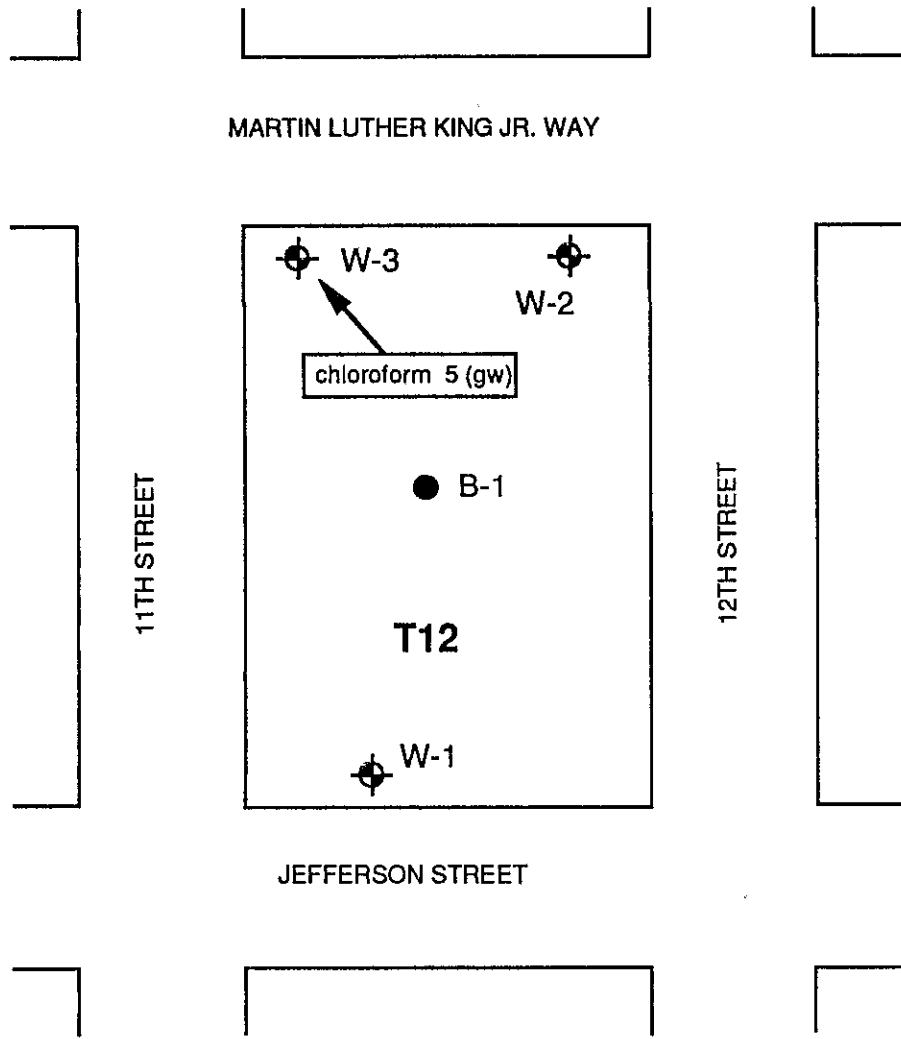 MARTIN LUTHER KING JR. WAY
W-3
W-2
chloroform 5 (gw)
B-1
11TH STREET
12TH STREET
T12
W-1
JEFFERSON STREET